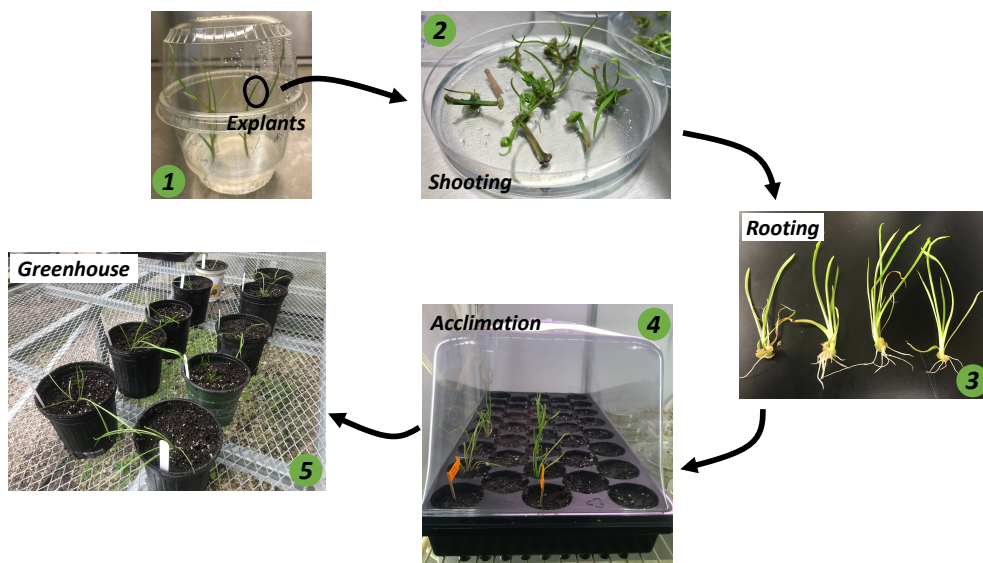 Explants
1
2
Shooting
Rooting
3
Acclimation
4
Greenhouse
5